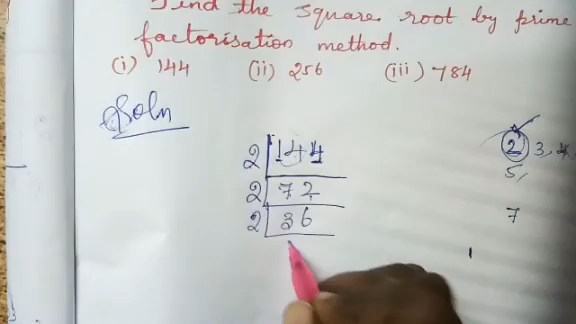 Find the square root by prime
factorisation method.
(i) 144 (ii) 256 (iii) 784
Soln
2 144
2 72
2 36
2 3,
5,
7